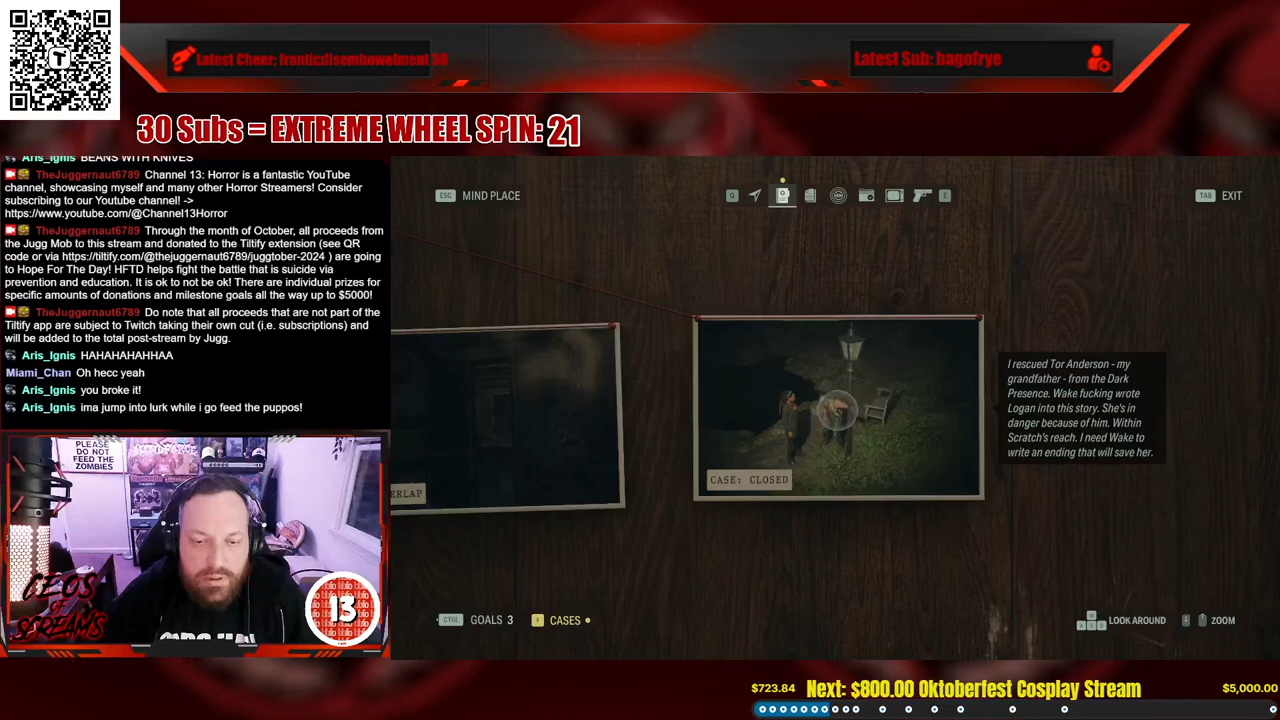 Latest Cheer: franticdisembowelment 50
Latest Sub: bagofrye
30 Subs = EXTREME WHEEL SPIN: 21
Aris_Ignis BEANS WITH KNIVES
TheJuggernaut6789 Channel 13: Horror is a fantastic YouTube
channel, showcasing myself and many other Horror Streamers! Consider
subscribing to our Youtube channel! ->
https://www.youtube.com/@Channel13Horror
TheJuggernaut6789 Through the month of October, all proceeds from
the Jugg Mob to this stream and donated to the Tiltify extension (see QR
code or via https://tiltify.com/@thejuggernaut6789/juggtober-2024 ) are going
to Hope For The Day! HFTD helps fight the battle that is suicide via
prevention and education. It is ok to not be ok! There are individual prizes for
specific amounts of donations and milestone goals all the way up to $5000!
TheJuggernaut6789 Do note that all proceeds that are not part of the
Tiltify app are subject to Twitch taking their own cut (i.e. subscriptions) and
will be added to the total post-stream by Jugg.
Aris_Ignis HAHAHAHAHHAA
Miami_Chan Oh hecc yeah
Aris_Ignis you broke it!
Aris_Ignis ima jump into lurk while i go feed the puppos!
ESC MIND PLACE
Q
E
TAB EXIT
I rescued Tor Anderson - my
grandfather - from the Dark
Presence. Wake fucking wrote
Logan into this story. She's in
danger because of him. Within
Scratch's reach. I need Wake to
write an ending that will save her.
ERLAP
CASE: CLOSED
CTRL GOALS 3
F CASES
LOOK AROUND
ZOOM
PLEASE
DO NOT
FEED THE
ZOMBIES
CEOS
OF
SCREAMS
13
$723.84
Next: $800.00 Oktoberfest Cosplay Stream
$5,000.00